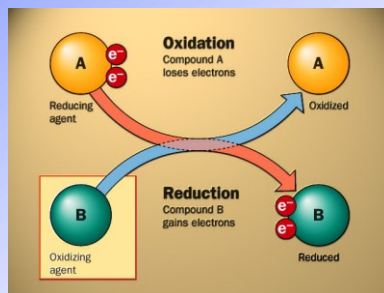 A
e-
e-
Oxidation
Compound A
loses electrons
A
Reducing
agent
Oxidized
B
Reduction
Compound B
gains electrons
e-
e-
B
Oxidizing
agent
Reduced